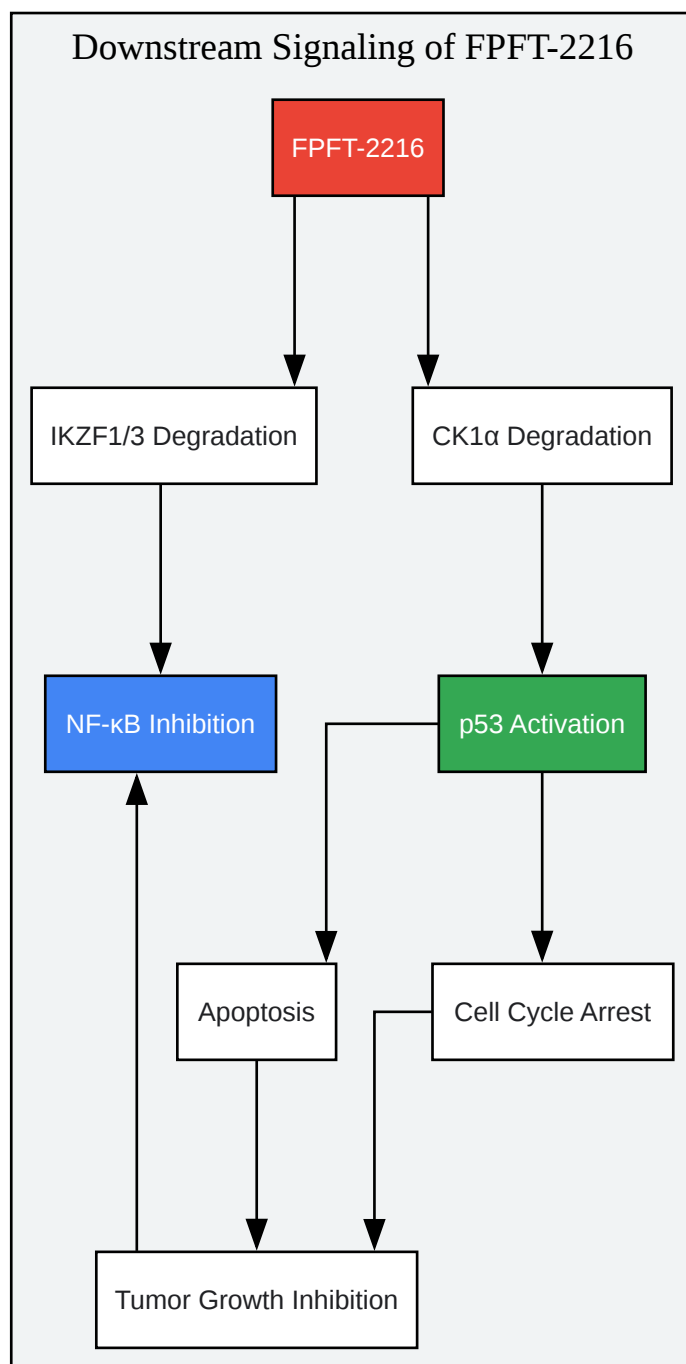 Downstream Signaling of FPFT-2216
FPFT-2216
IKZF1/3 Degradation
CK1α Degradation
NF-κB Inhibition
p53 Activation
Apoptosis
Cell Cycle Arrest
Tumor Growth Inhibition